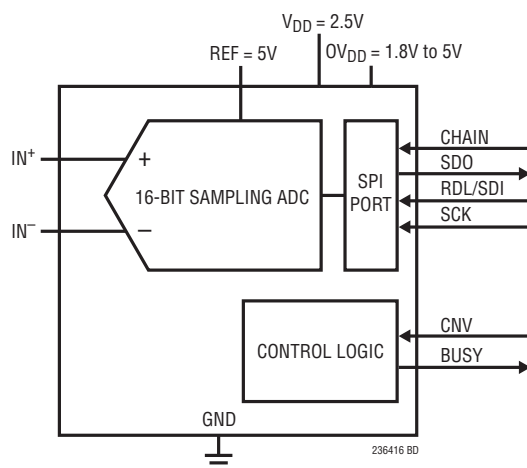 V_DD = 2.5V
REF = 5V
OV_DD = 1.8V to 5V
IN⁺
+
16-BIT SAMPLING ADC
SPI
PORT
CHAIN
SDO
RDL/SDI
SCK
IN⁻
−
CONTROL LOGIC
CNV
BUSY
GND
236416 BD